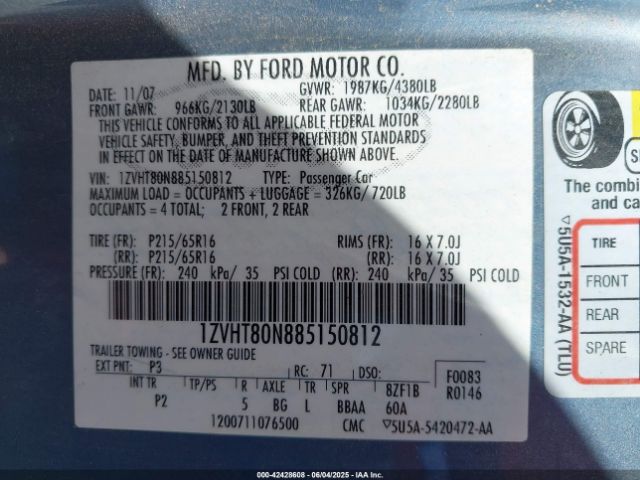 MFD. BY FORD MOTOR CO.
DATE: 11/07 GVWR: 1987KG/4380LB
FRONT GAWR: 966KG/2130LB REAR GAWR: 1034KG/2280LB
THIS VEHICLE CONFORMS TO ALL APPLICABLE FEDERAL MOTOR
VEHICLE SAFETY, BUMPER, AND THEFT PREVENTION STANDARDS
IN EFFECT ON THE DATE OF MANUFACTURE SHOWN ABOVE.
VIN: 1ZVHT80N885150812 TYPE: Passenger Car
MAXIMUM LOAD = OCCUPANTS + LUGGAGE = 326KG/ 720LB
OCCUPANTS = 4 TOTAL; 2 FRONT, 2 REAR
TIRE (FR): P215/65R16 RIMS (FR): 16 X 7.0J
(RR): P215/65R16 (RR): 16 X 7.0J
PRESSURE (FR): 240 kPa/ 35 PSI COLD (RR): 240 kPa/ 35 PSI COLD
1ZVHT80N885150812
TRAILER TOWING - SEE OWNER GUIDE
EXT PNT: P3 RC: 71 DSO: F0083
INT TR TP/PS R AXLE TR SPR 8ZF1B R0146
P2 5 BG L BBAA 60A
1200711076500 CMC 5U5A-5420472-AA
The combin
and ca
TIRE
FRONT
REAR
SPARE
5U5A-1532-AA (TLU)
000-42428608 - 06/04/2025 - IAAI.COM